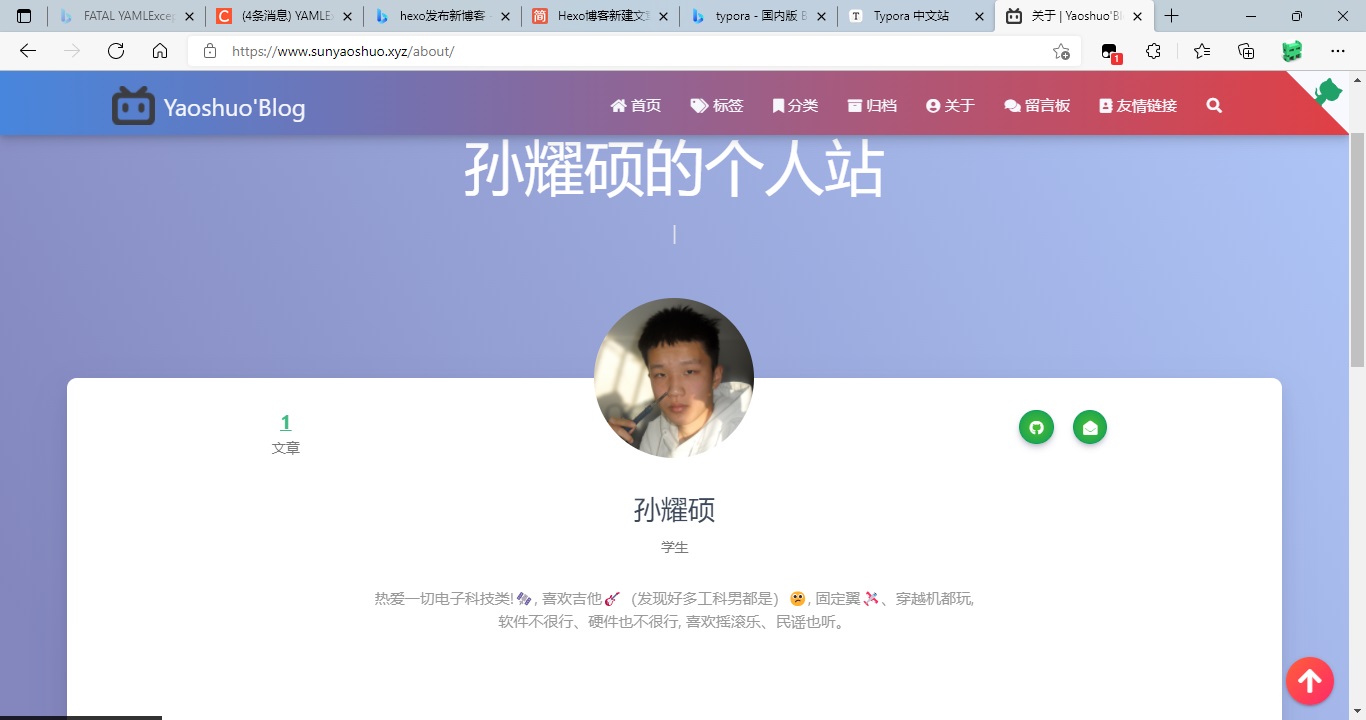 FATAL YAMLExcep
(4条消息) YAMLE
hexo发布新博客
Hexo博客新建文章
typora - 国内版 B
Typora 中文站
关于 | Yaoshuo'Bl
https://www.sunyaoshuo.xyz/about/
1
Yaoshuo'Blog
首页
标签
分类
归档
关于
留言板
友情链接
孙耀硕的个人站
1
文章
孙耀硕
学生
热爱一切电子科技类!🛰️, 喜欢吉他🎸（发现好多工科男都是）😕, 固定翼✈️、穿越机都玩,
软件不很行、硬件也不很行, 喜欢摇滚乐、民谣也听。